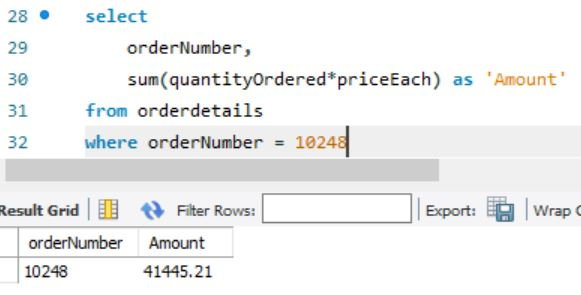 28 select
29 orderNumber,
30 sum(quantityOrdered*priceEach) as 'Amount'
31 from orderdetails
32 where orderNumber = 10248
Result Grid Filter Rows: Export: Wrap C
orderNumber Amount
10248 41445.21